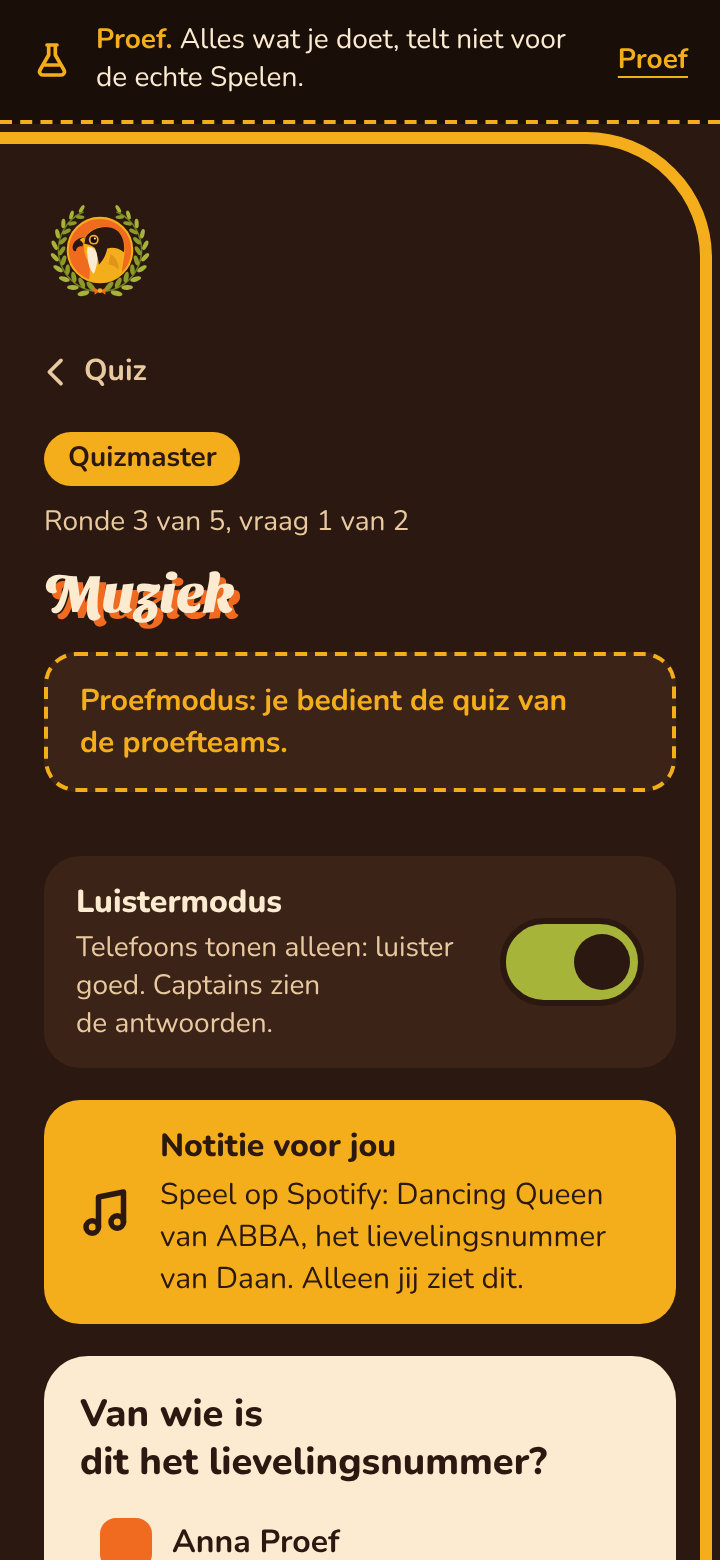 Proef. Alles wat je doet, telt niet voor
de echte Spelen.
Proef
Quiz
Quizmaster
Ronde 3 van 5, vraag 1 van 2
Muziek
Proefmodus: je bedient de quiz van
de proefteams.
Luistermodus
Telefoons tonen alleen: luister
goed. Captains zien
de antwoorden.
Notitie voor jou
Speel op Spotify: Dancing Queen
van ABBA, het lievelingsnummer
van Daan. Alleen jij ziet dit.
Van wie is
dit het lievelingsnummer?
Anna Proef